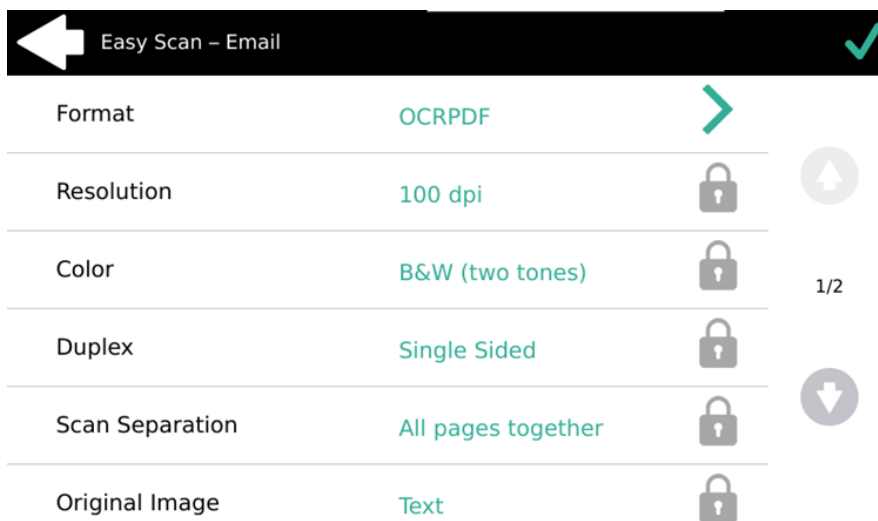 Easy Scan – Email
Format OCRPDF
Resolution 100 dpi
Color B&W (two tones)
1/2
Duplex Single Sided
Scan Separation All pages together
Original Image Text